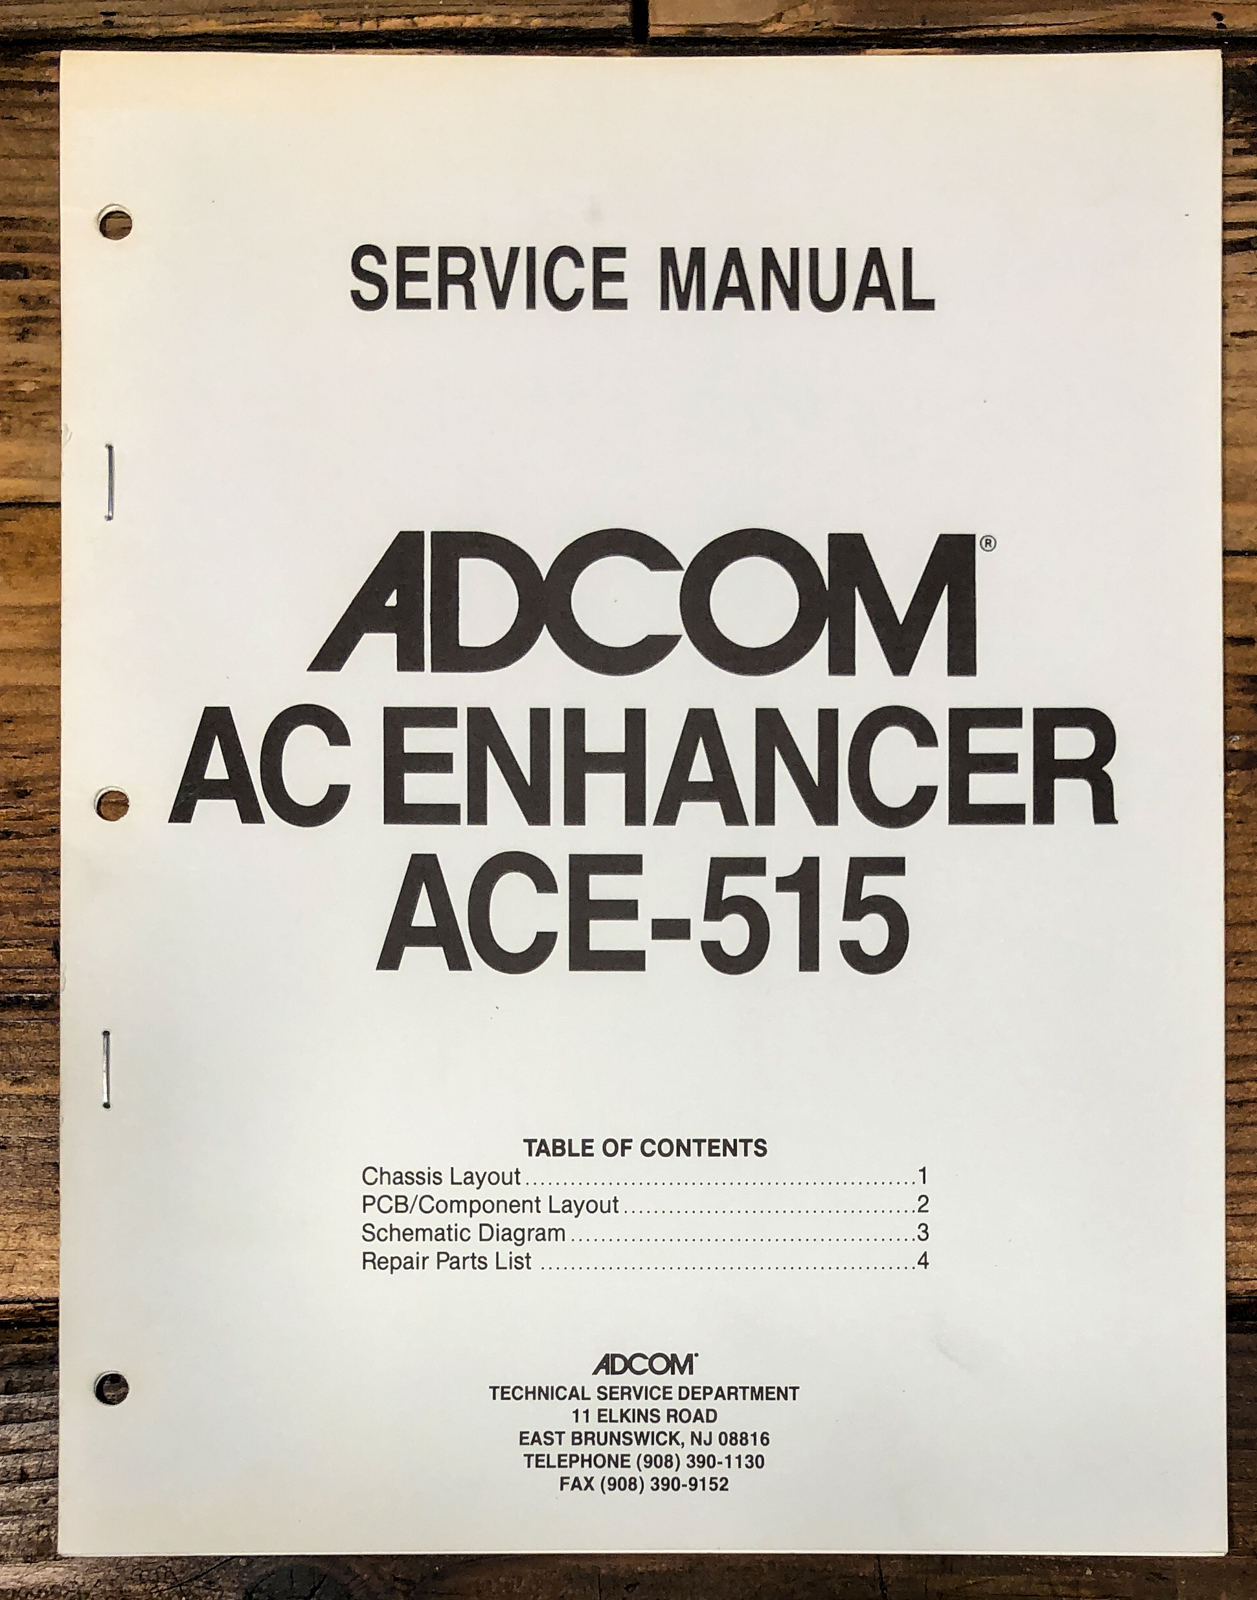 SERVICE MANUAL
ADCOM®
AC ENHANCER
ACE-515
TABLE OF CONTENTS
Chassis Layout....................................................1
PCB/Component Layout.......................................2
Schematic Diagram..............................................3
Repair Parts List ..................................................4
ADCOM
TECHNICAL SERVICE DEPARTMENT
11 ELKINS ROAD
EAST BRUNSWICK, NJ 08816
TELEPHONE (908) 390-1130
FAX (908) 390-9152